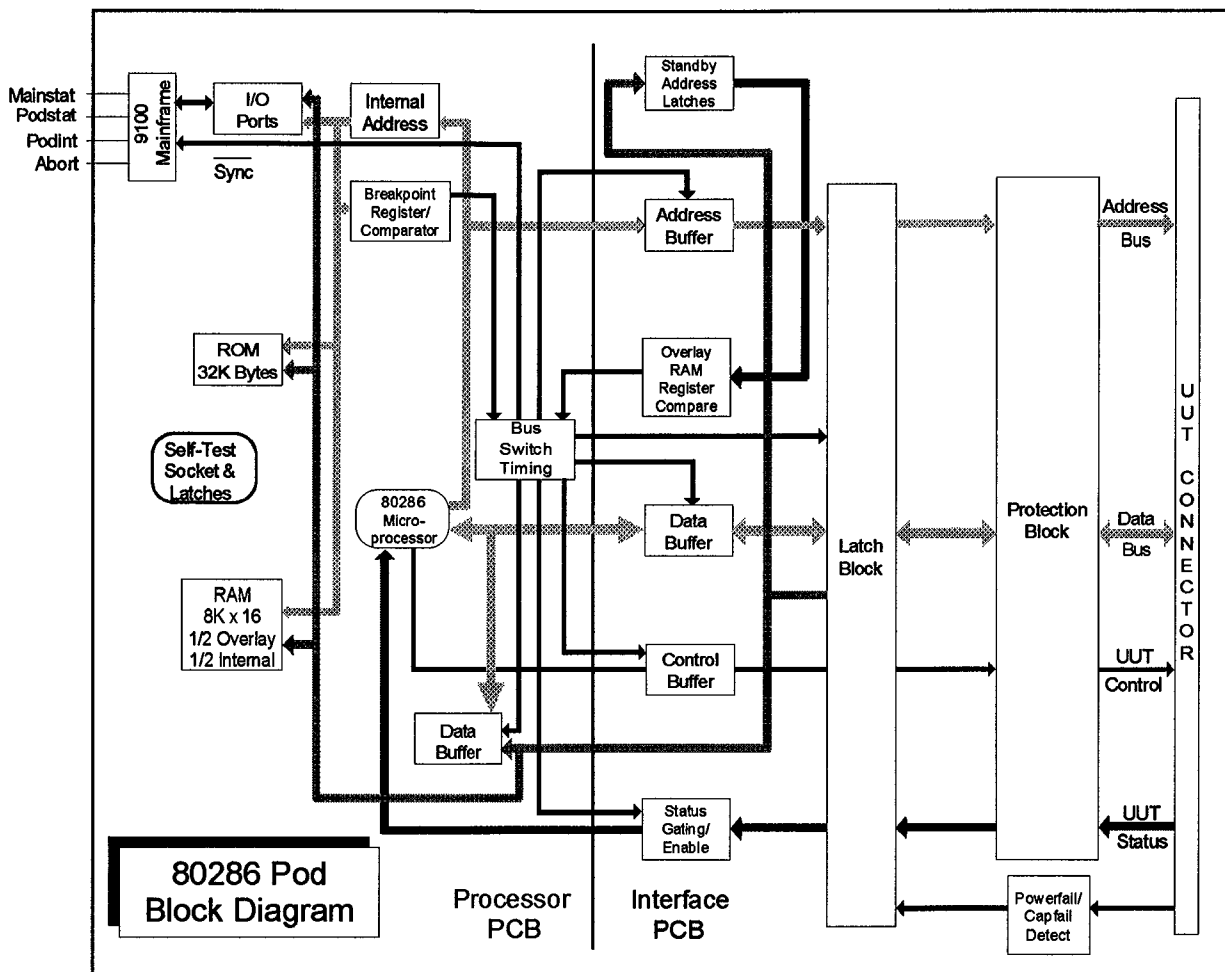 Mainstat
Podstat
Podint
Abort
9100
Mainframe
I/O
Ports
Sync
Internal
Address
Breakpoint
Register/
Comparator
Standby
Address
Latches
Address
Buffer
Address
Bus
ROM
32K Bytes
Overlay
RAM
Register
Compare
Self-Test
Socket &
Latches
Bus
Switch
Timing
80286
Micro-
processor
Data
Buffer
Latch
Block
Protection
Block
Data
Bus
UUT CONNECTOR
RAM
8K x 16
1/2 Overlay
1/2 Internal
Control
Buffer
UUT
Control
Data
Buffer
Status
Gating/
Enable
UUT
Status
80286 Pod
Block Diagram
Processor
PCB
Interface
PCB
Powerfail/
Capfail
Detect